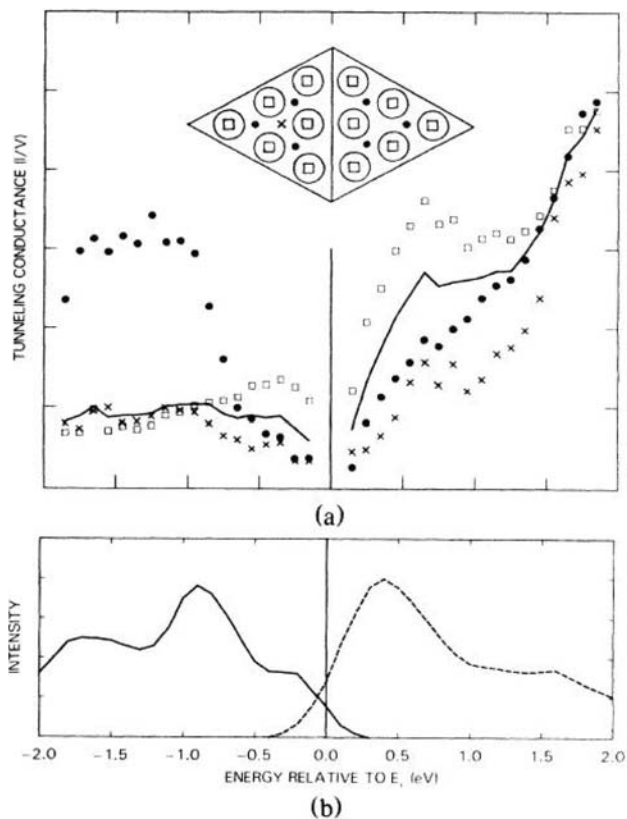 TUNNELING CONDUCTANCE (I/V)
(a)
INTENSITY
-2.0 -1.5 -1.0 -0.5 0.0 0.5 1.0 1.5 2.0
ENERGY RELATIVE TO E (eV)
(b)